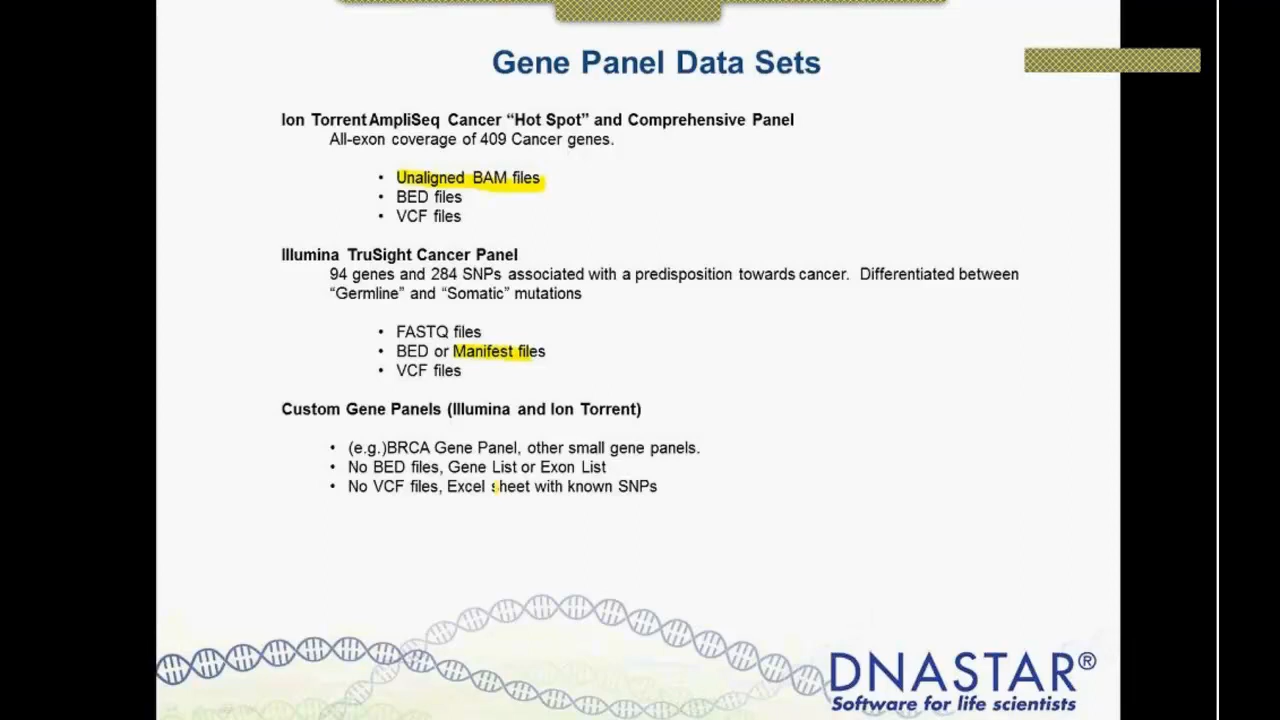 Gene Panel Data Sets
Ion Torrent AmpliSeq Cancer “Hot Spot” and Comprehensive Panel
All-exon coverage of 409 Cancer genes.
• Unaligned BAM files
• BED files
• VCF files
Illumina TruSight Cancer Panel
94 genes and 284 SNPs associated with a predisposition towards cancer. Differentiated between
“Germline” and “Somatic” mutations
• FASTQ files
• BED or Manifest files
• VCF files
Custom Gene Panels (Illumina and Ion Torrent)
• (e.g.)BRCA Gene Panel, other small gene panels.
• No BED files, Gene List or Exon List
• No VCF files, Excel sheet with known SNPs
DNASTAR®
Software for life scientists